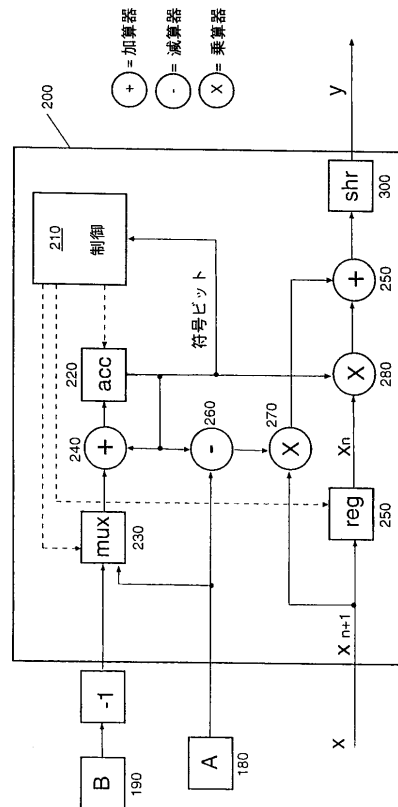 + = 加算器
- = 減算器
X = 乗算器
200
210
制御
220
acc
符号ビット
240
+
mux
230
260
-
270
X
280
X
250
+
300
shr
y
250
reg
Xn
X n+1
X
-1
B
190
A
180